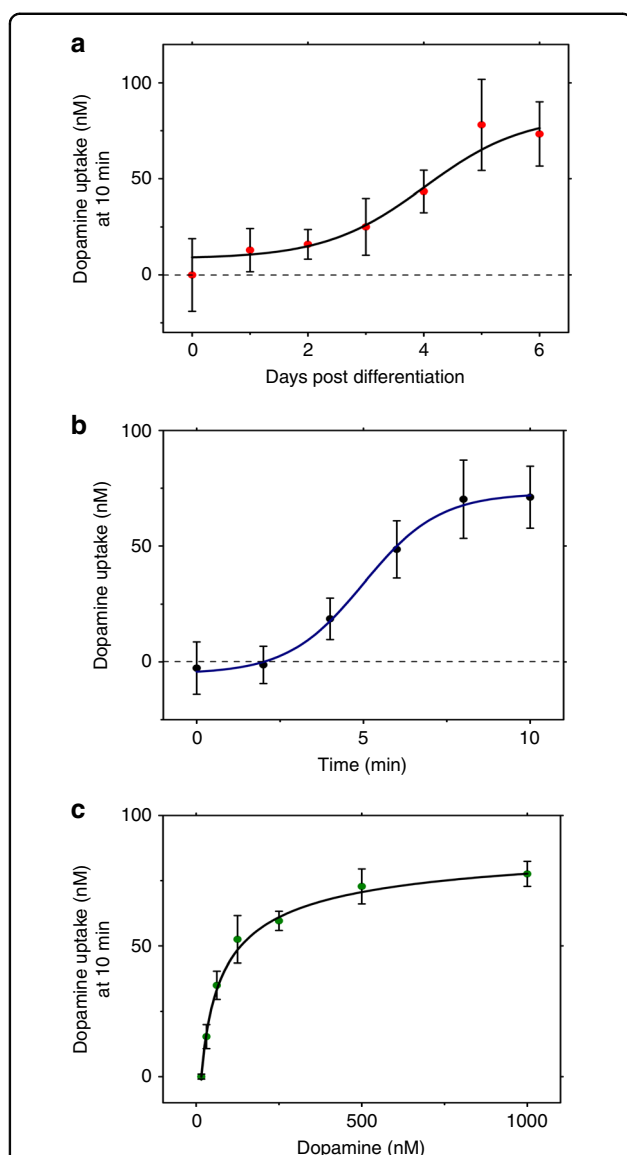 a
100
50
0
Dopamine uptake (nM)
at 10 min
0 2 4 6
Days post differentiation
b
100
50
0
Dopamine uptake (nM)
0 5 10
Time (min)
c
100
50
0
Dopamine uptake (nM)
at 10 min
0 500 1000
Dopamine (nM)